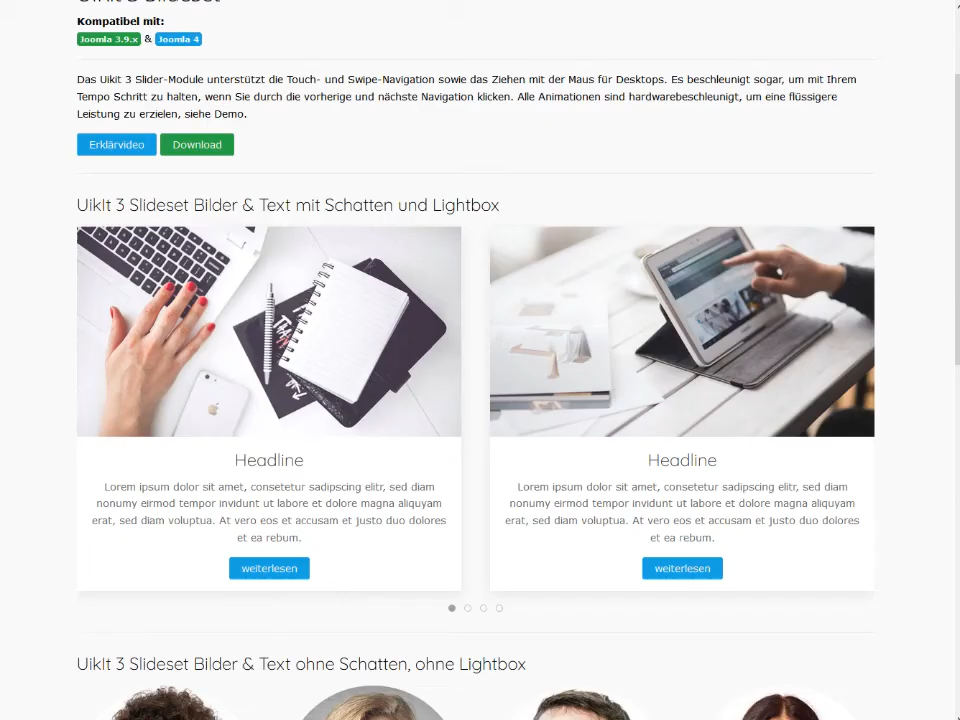 Kompatibel mit:
Joomla 3.9.x & Joomla 4
Das Uikit 3 Slider-Module unterstützt die Touch- und Swipe-Navigation sowie das Ziehen mit der Maus für Desktops. Es beschleunigt sogar, um mit Ihrem
Tempo Schritt zu halten, wenn Sie durch die vorherige und nächste Navigation klicken. Alle Animationen sind hardwarebeschleunigt, um eine flüssigere
Leistung zu erzielen, siehe Demo.
Erklärvideo Download
UikIt 3 Slideset Bilder & Text mit Schatten und Lightbox
Headline
Lorem ipsum dolor sit amet, consetetur sadipscing elitr, sed diam
nonumy eirmod tempor invidunt ut labore et dolore magna aliquyam
erat, sed diam voluptua. At vero eos et accusam et justo duo dolores
et ea rebum.
weiterlesen
Headline
Lorem ipsum dolor sit amet, consetetur sadipscing elitr, sed diam
nonumy eirmod tempor invidunt ut labore et dolore magna aliquyam
erat, sed diam voluptua. At vero eos et accusam et justo duo dolores
et ea rebum.
weiterlesen
UikIt 3 Slideset Bilder & Text ohne Schatten, ohne Lightbox